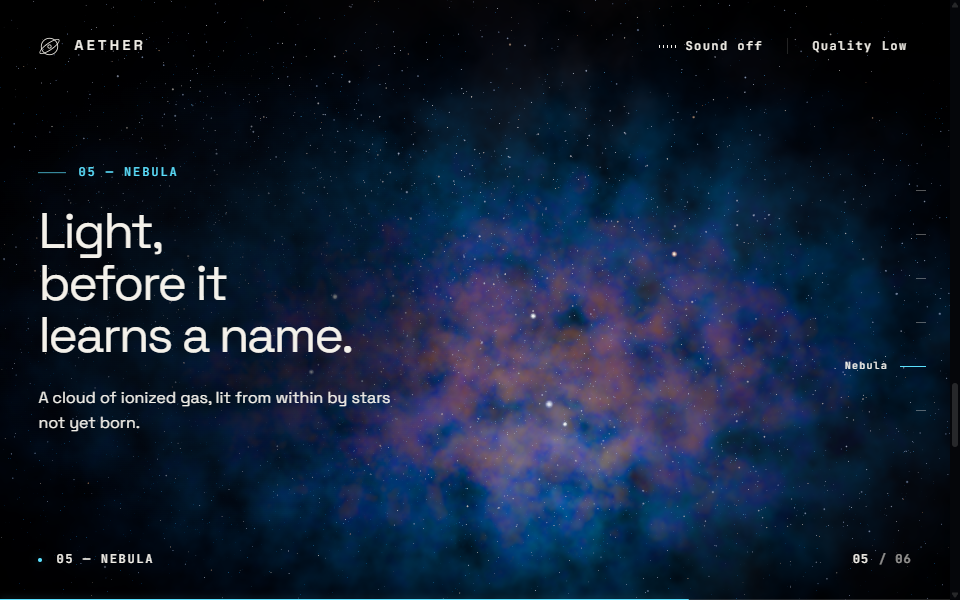 AETHER
Sound off
Quality Low
05 — NEBULA
Light,
before it
learns a name.
A cloud of ionized gas, lit from within by stars
not yet born.
Nebula
05 — NEBULA
05 / 06